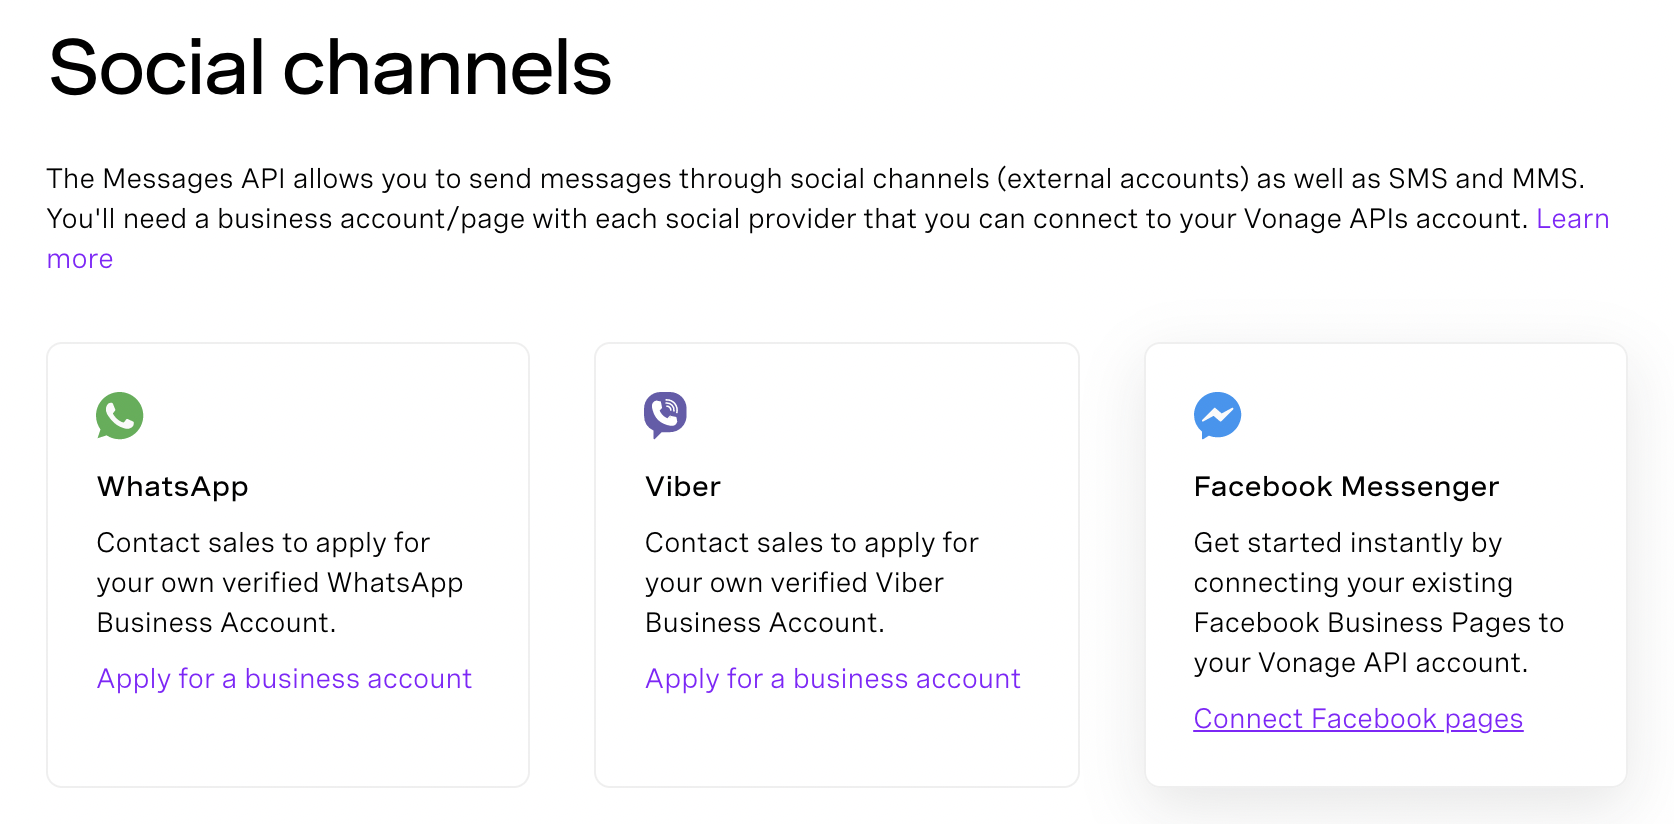 Social channels
The Messages API allows you to send messages through social channels (external accounts) as well as SMS and MMS.
You'll need a business account/page with each social provider that you can connect to your Vonage APIs account. Learn
more
WhatsApp
Contact sales to apply for
your own verified WhatsApp
Business Account.
Apply for a business account
Viber
Contact sales to apply for
your own verified Viber
Business Account.
Apply for a business account
Facebook Messenger
Get started instantly by
connecting your existing
Facebook Business Pages to
your Vonage API account.
Connect Facebook pages